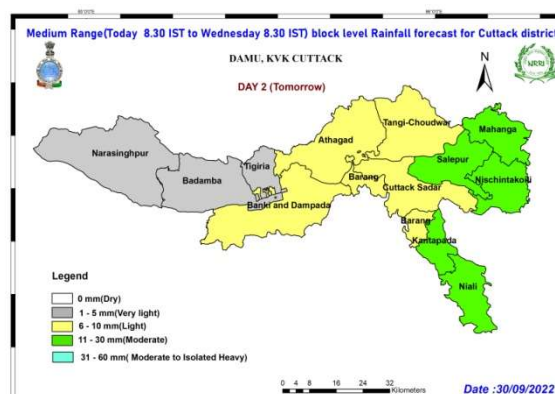 Medium Range(Today 8.30 IST to Wednesday 8.30 IST) block level Rainfall forecast for Cuttack district
DAMU, KVK CUTTACK
N
NRRI
DAY 2 (Tomorrow)
Tangi-Choudwar
Mahanga
Athagad
Narasinghpur
Salepur
Tigiria
Badamba
Barang
Nischintakoili
Cuttack Sadar
Banki and Dampada
Barang
Kantapada
Niali
Legend
0 mm(Dry)
1 - 5 mm(Very light)
6 - 10 mm(Light)
11 - 30 mm(Moderate)
31 - 60 mm( Moderate to Isolated Heavy)
0 4 8 16 24 32
Kilometers
Date :30/09/2022